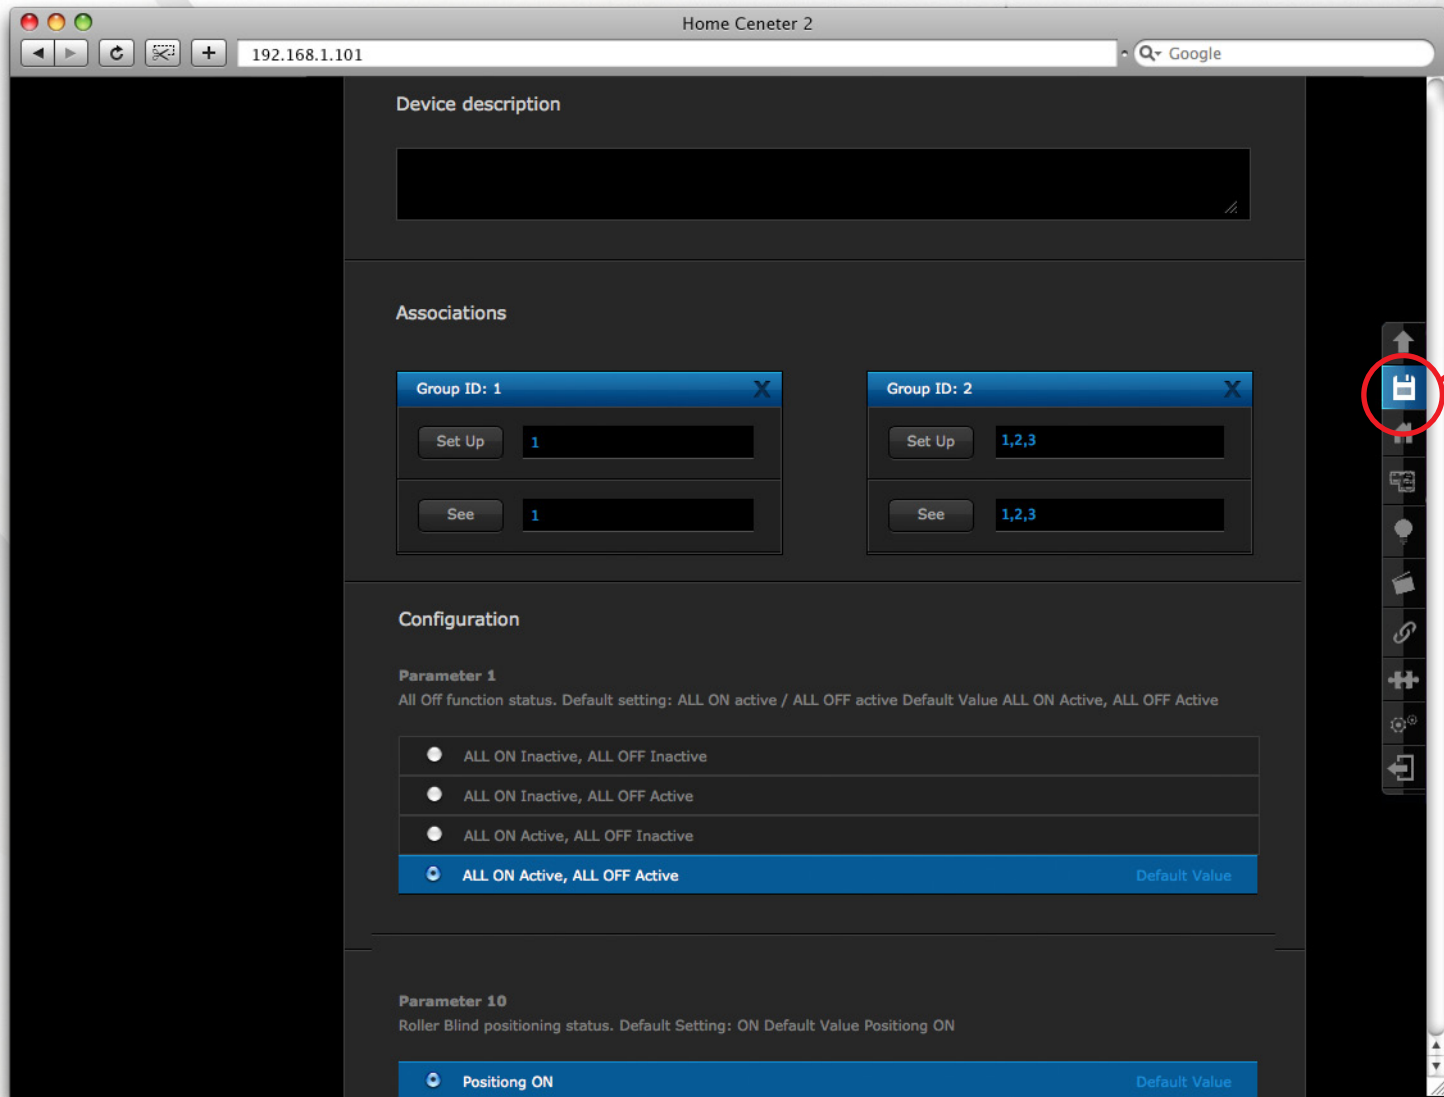 Home Ceneter 2
192.168.1.101
Google
Device description
Associations
Group ID: 1 X
Group ID: 2 X
Set Up 1
Set Up 1,2,3
See 1
See 1,2,3
Configuration
Parameter 1
All Off function status. Default setting: ALL ON active / ALL OFF active Default Value ALL ON Active, ALL OFF Active
ALL ON Inactive, ALL OFF Inactive
ALL ON Inactive, ALL OFF Active
ALL ON Active, ALL OFF Inactive
ALL ON Active, ALL OFF Active Default Value
Parameter 10
Roller Blind positioning status. Default Setting: ON Default Value Positiong ON
Positiong ON Default Value